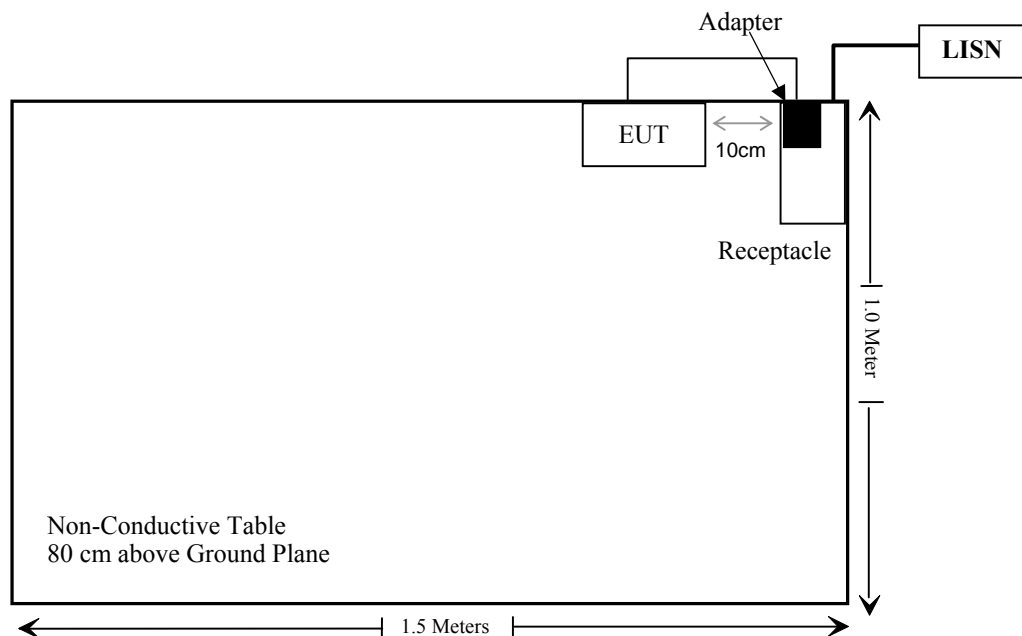 Adapter
LISN
EUT
10cm
Receptacle
1.0 Meter
Non-Conductive Table
80 cm above Ground Plane
1.5 Meters